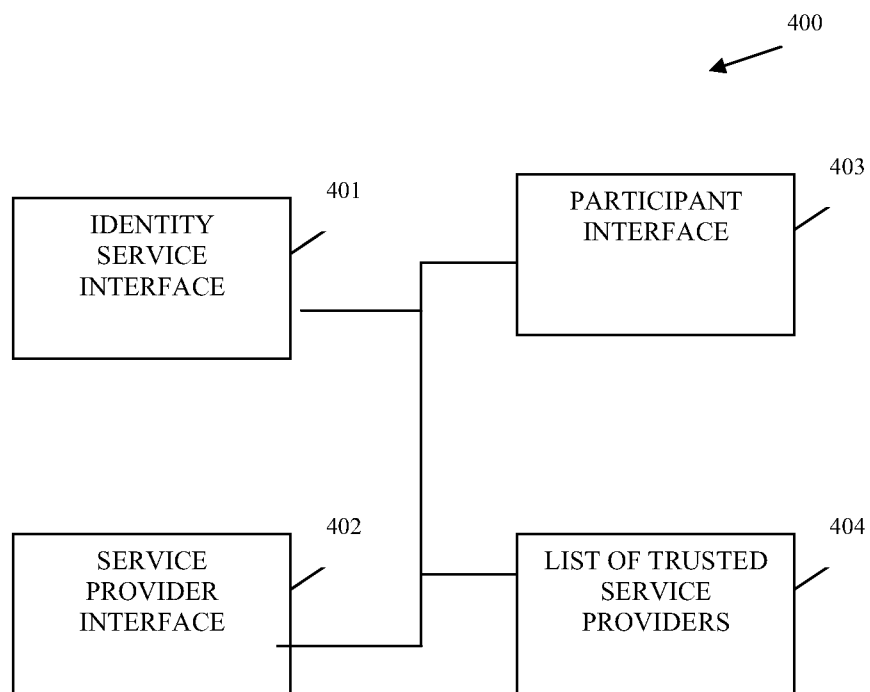 400
401
IDENTITY
SERVICE
INTERFACE
403
PARTICIPANT
INTERFACE
402
SERVICE
PROVIDER
INTERFACE
404
LIST OF TRUSTED
SERVICE
PROVIDERS